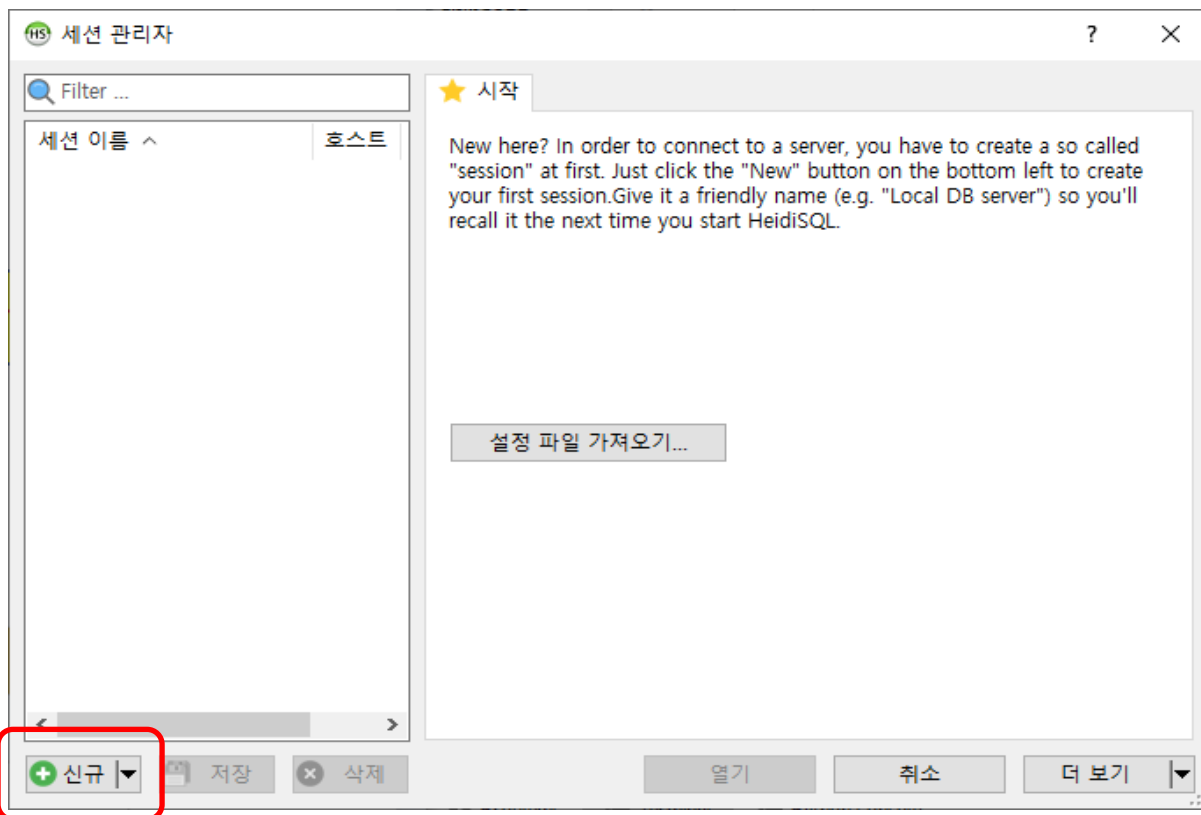 HS 세션 관리자
?
Filter ...
세션 이름
호스트
시작
New here? In order to connect to a server, you have to create a so called
"session" at first. Just click the "New" button on the bottom left to create
your first session.Give it a friendly name (e.g. "Local DB server") so you'll
recall it the next time you start HeidiSQL.
설정 파일 가져오기...
신규
저장
삭제
열기
취소
더 보기